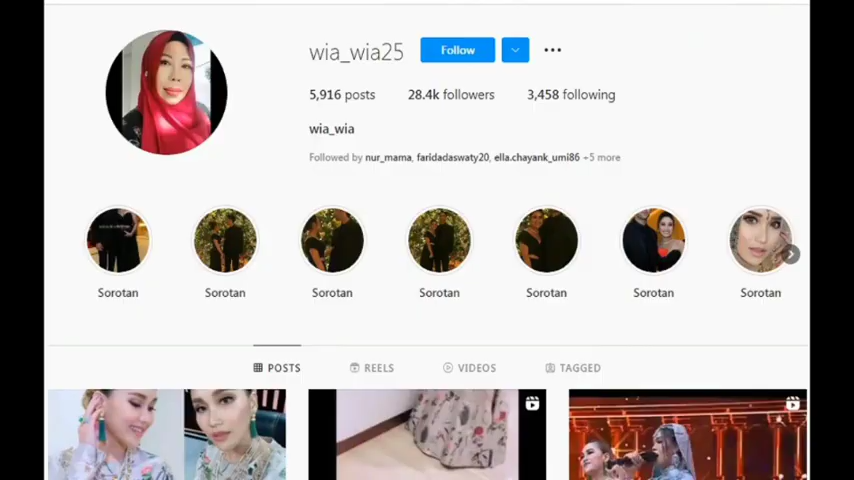 wia_wia25 Follow
5,916 posts 28.4k followers 3,458 following
wia_wia
Followed by nur_marna, faridadaswaty20, ella.chayank_umi86 +5 more
Sorotan Sorotan Sorotan Sorotan Sorotan Sorotan Sorotan
POSTS REELS VIDEOS TAGGED